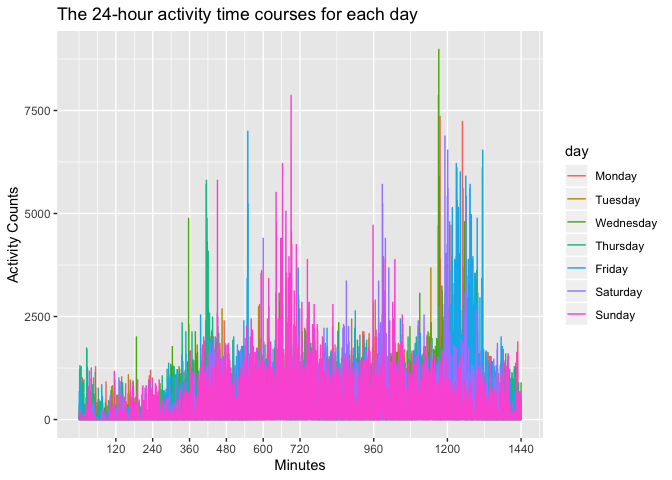 The 24-hour activity time courses for each day
Activity Counts
7500
5000
2500
0
120 240 360 480 600 720 960 1200 1440
Minutes
day
Monday
Tuesday
Wednesday
Thursday
Friday
Saturday
Sunday